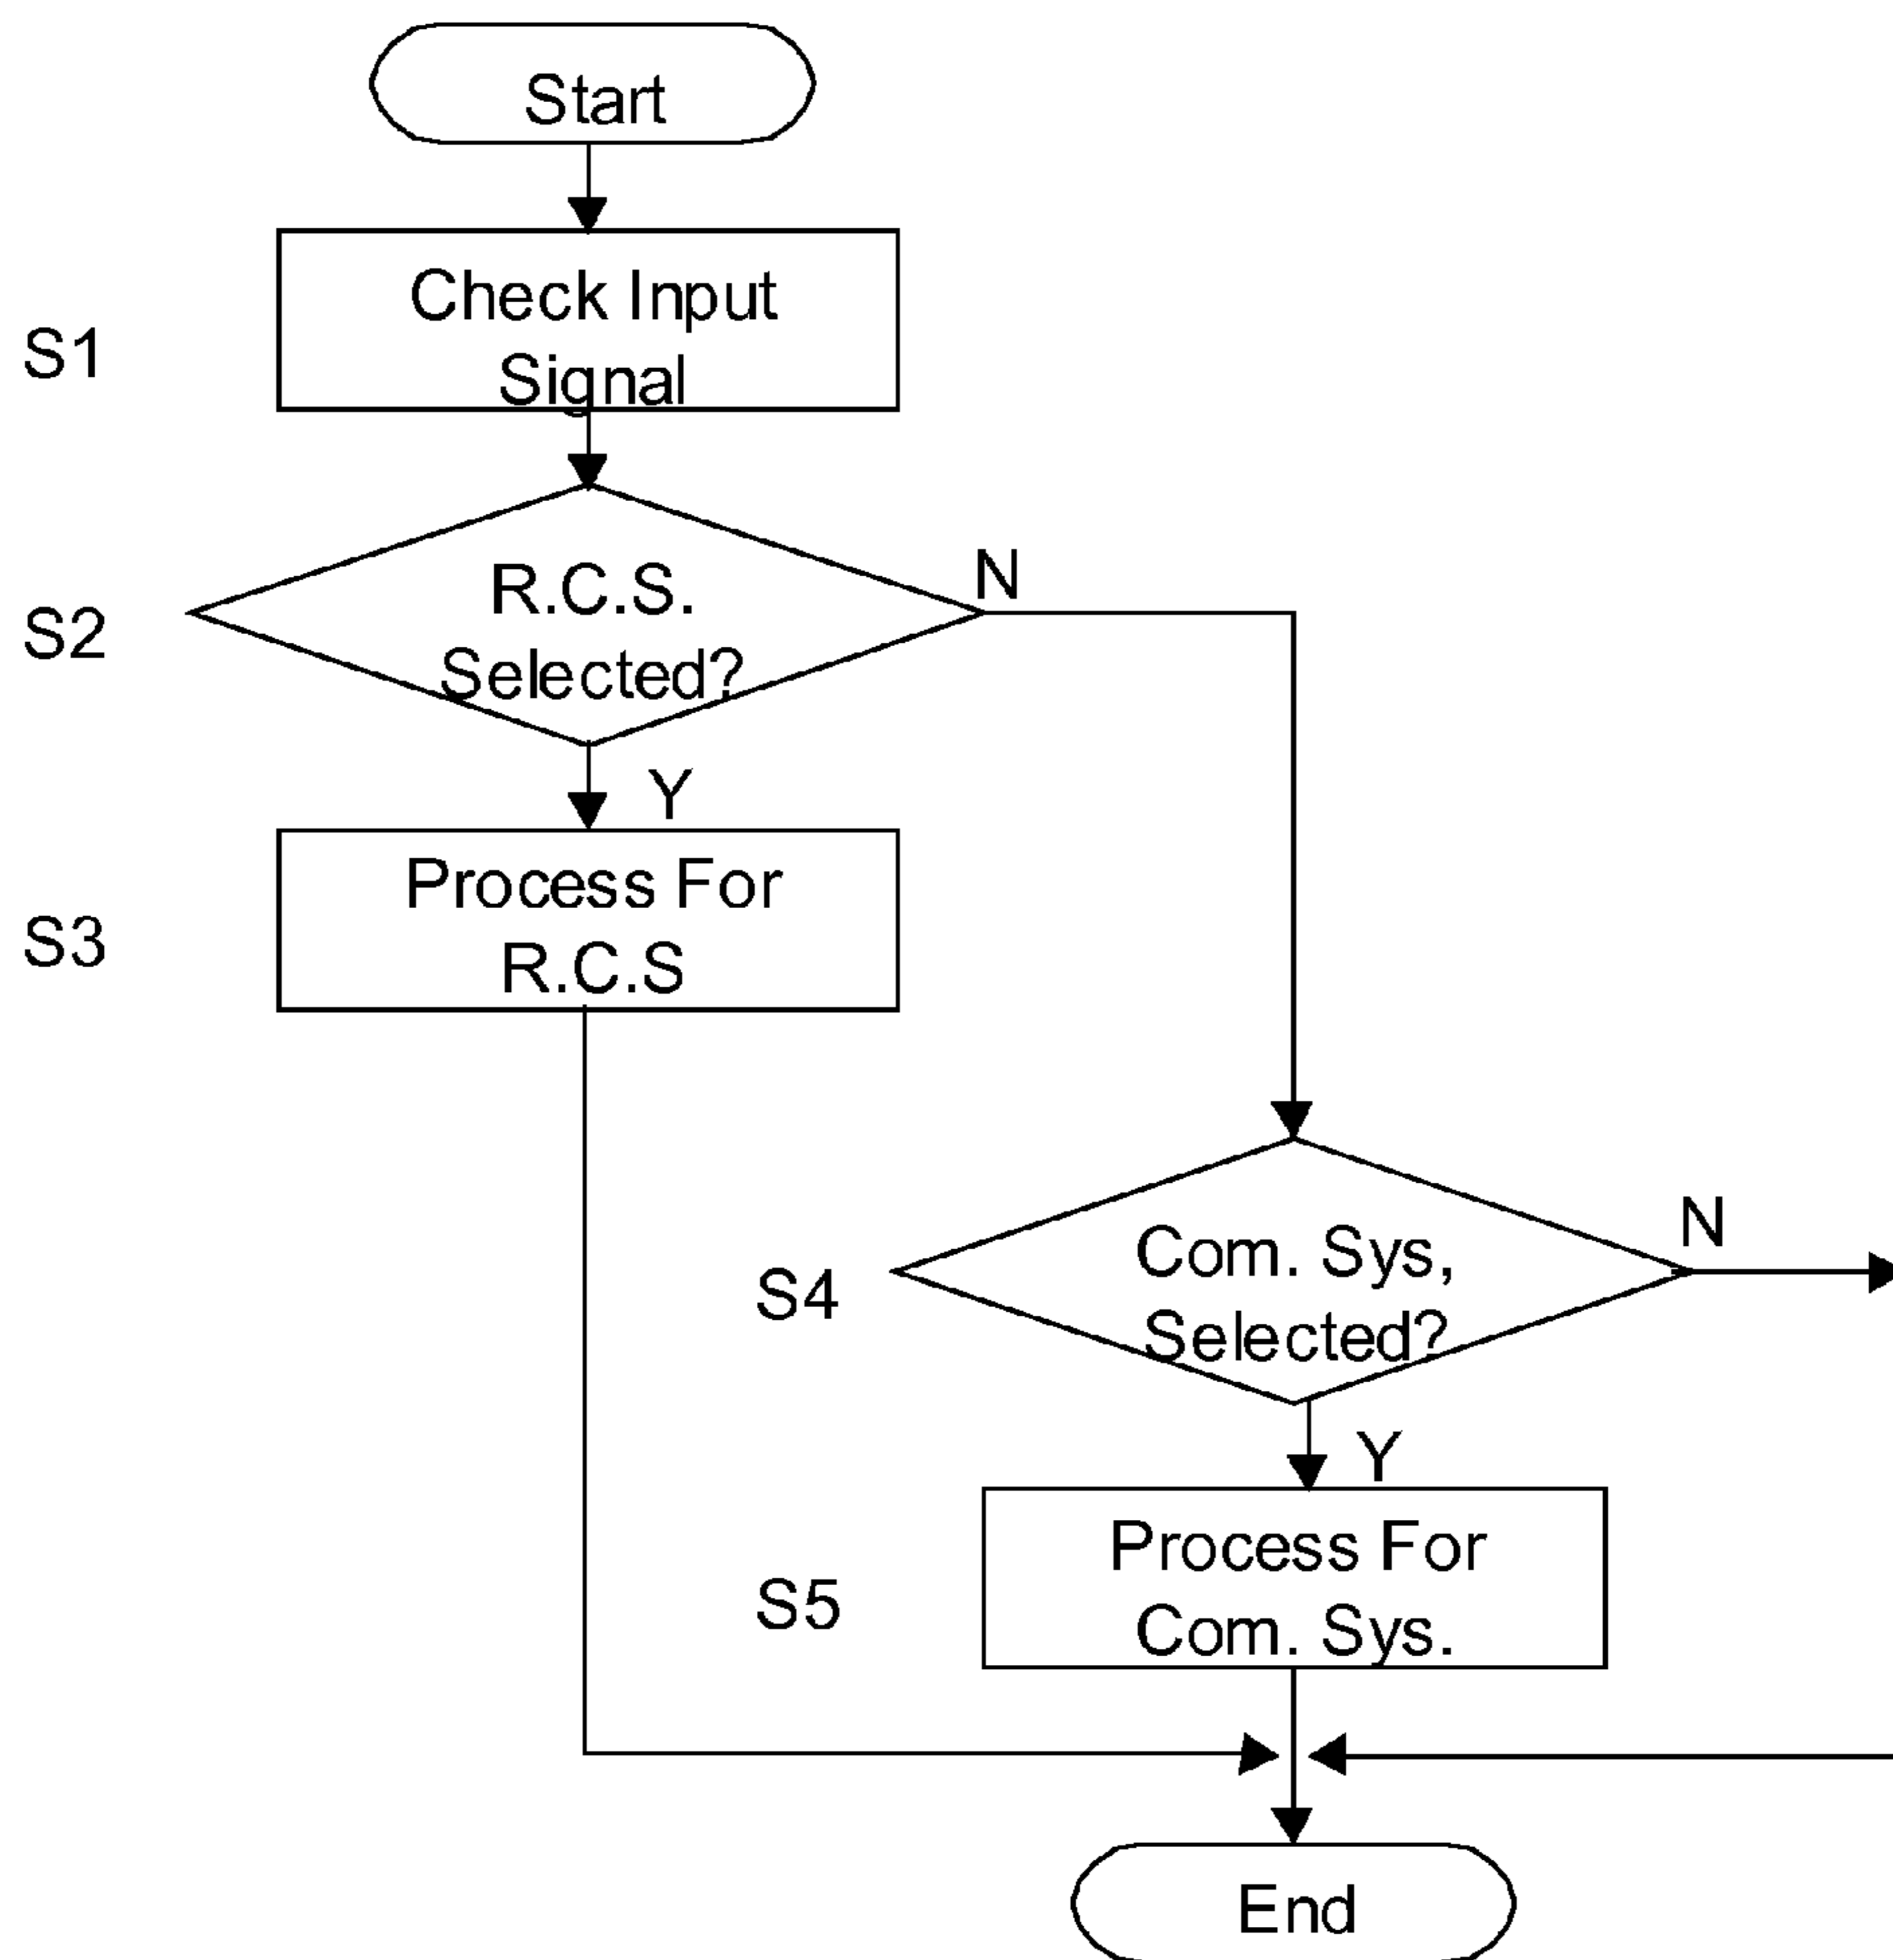 Start
Check Input
Signal
S1
R.C.S.
Selected?
N
S2
Y
Process For
R.C.S
S3
Com. Sys,
Selected?
N
S4
Y
Process For
Com. Sys.
S5
End